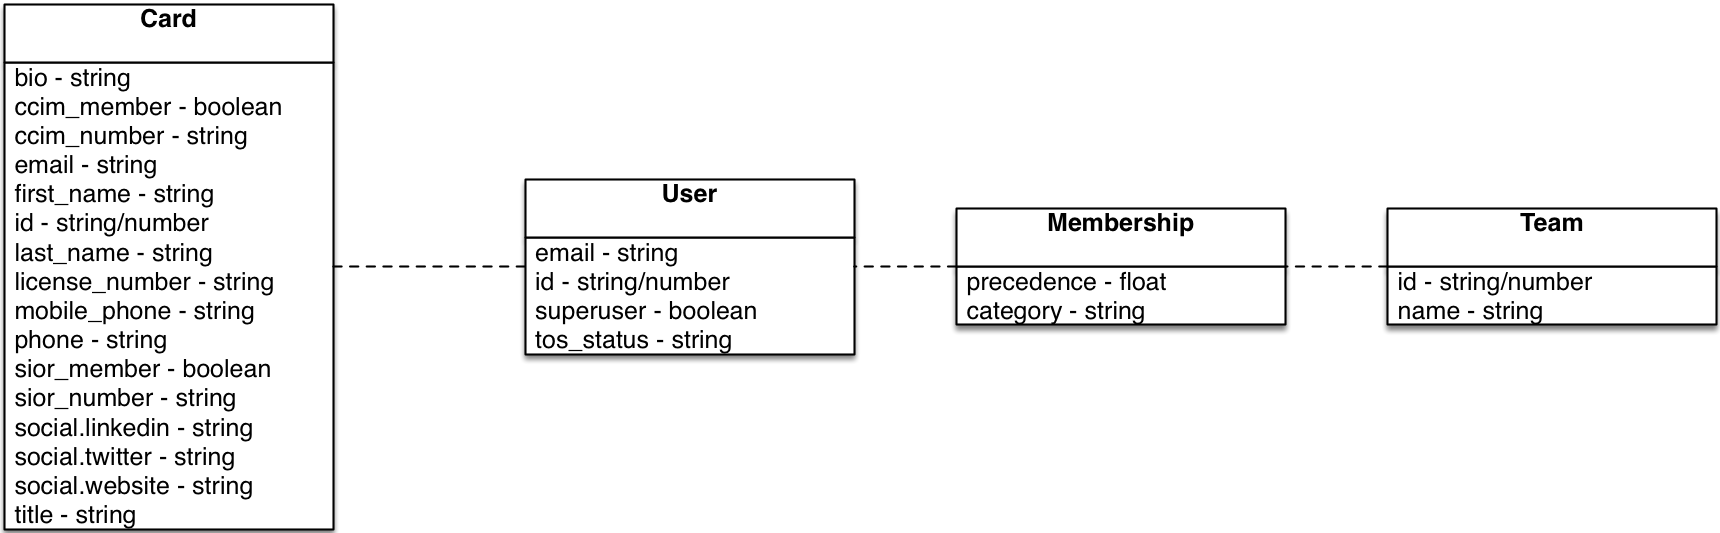 Card
bio - string
ccim_member - boolean
ccim_number - string
email - string
first_name - string
id - string/number
last_name - string
license_number - string
mobile_phone - string
phone - string
sior_member - boolean
sior_number - string
social.linkedin - string
social.twitter - string
social.website - string
title - string
User
email - string
id - string/number
superuser - boolean
tos_status - string
Membership
precedence - float
category - string
Team
id - string/number
name - string